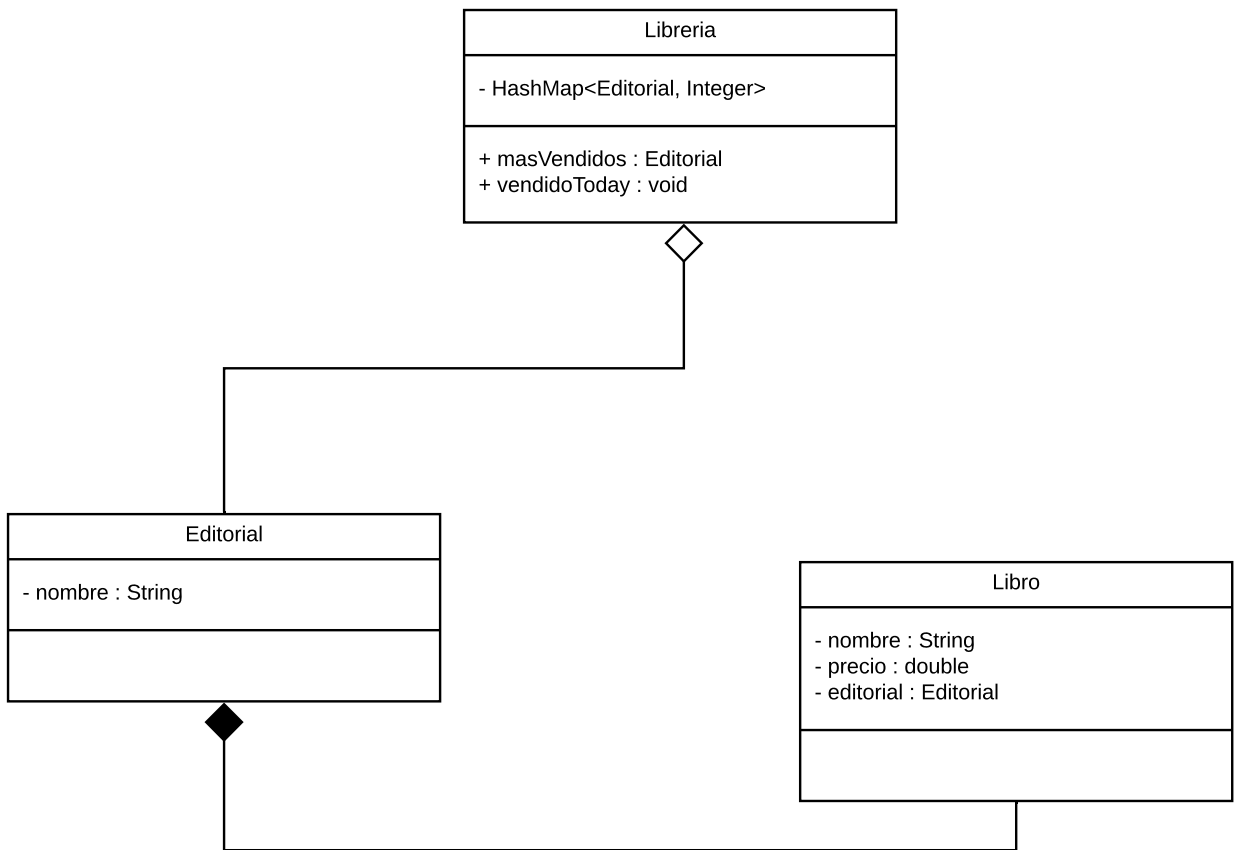 Libreria
- HashMap<Editorial, Integer>
+ masVendidos : Editorial
+ vendidoToday : void
Editorial
- nombre : String
Libro
- nombre : String
- precio : double
- editorial : Editorial